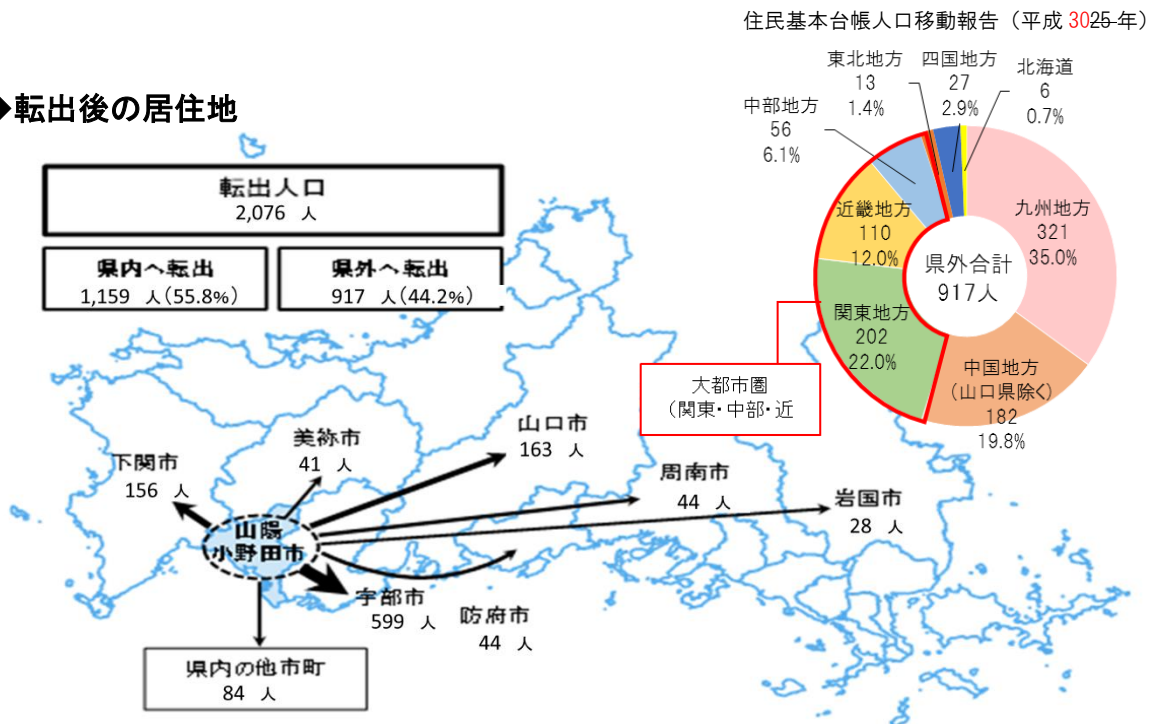 住民基本台帳人口移動報告（平成 3025 年）
◆転出後の居住地
転出人口
2,076 人
県内へ転出
1,159 人(55.8%)
県外へ転出
917 人(44.2%)
東北地方
13
1.4%
四国地方
27
2.9%
北海道
6
0.7%
中部地方
56
6.1%
近畿地方
110
12.0%
九州地方
321
35.0%
県外合計
917人
関東地方
202
22.0%
中国地方
(山口県除く)
182
19.8%
大都市圏
（関東・中部・近
下関市
156 人
美祢市
41 人
山口市
163 人
周南市
44 人
岩国市
28 人
山陽
小野田市
宇部市
599 人
防府市
44 人
県内の他市町
84 人